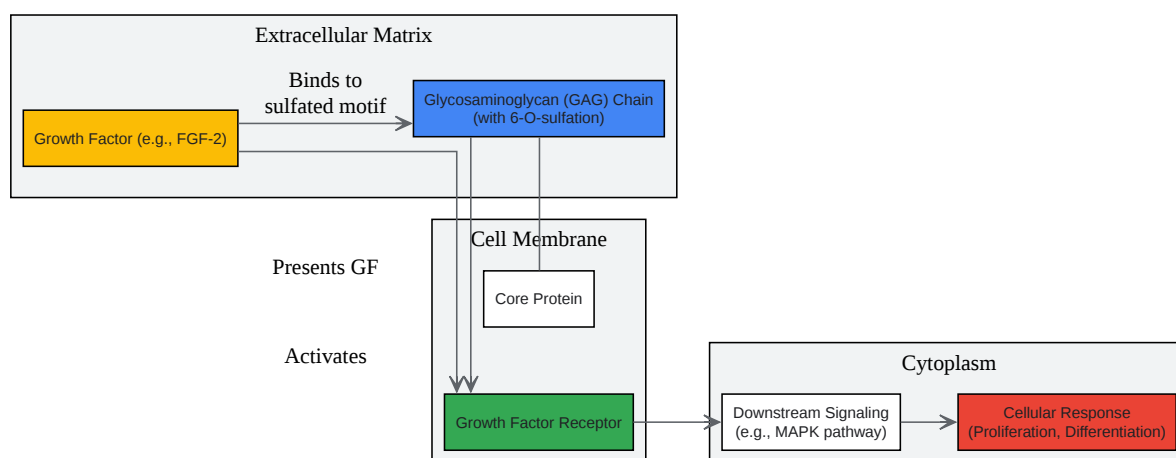 Extracellular Matrix
Binds to
sulfated motif
Glycosaminoglycan (GAG) Chain
(with 6-O-sulfation)
Growth Factor (e.g., FGF-2)
Cell Membrane
Presents GF
Core Protein
Activates
Cytoplasm
Growth Factor Receptor
Downstream Signaling
(e.g., MAPK pathway)
Cellular Response
(Proliferation, Differentiation)